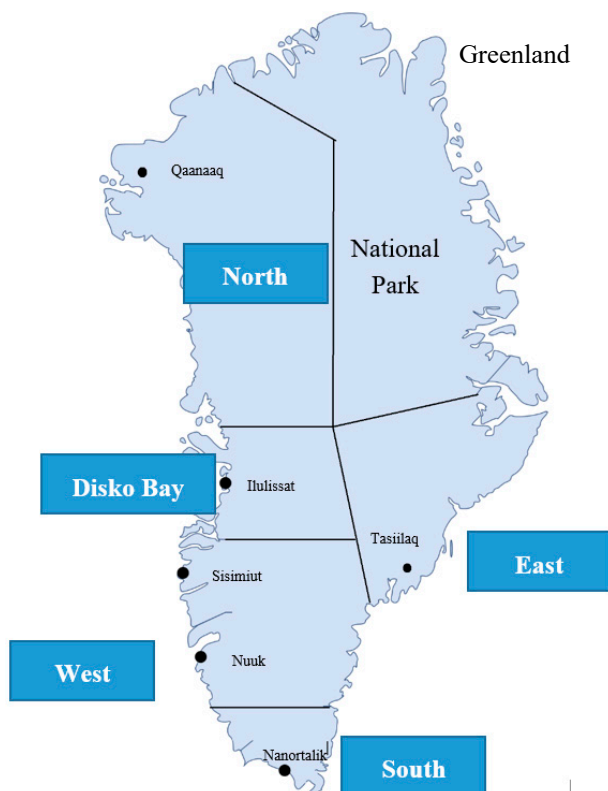 Greenland
Qaanaaq
National
Park
North
Disko Bay
Ilulissat
Tasiilaq
East
Sisimiut
West
Nuuk
Nanortalik
South